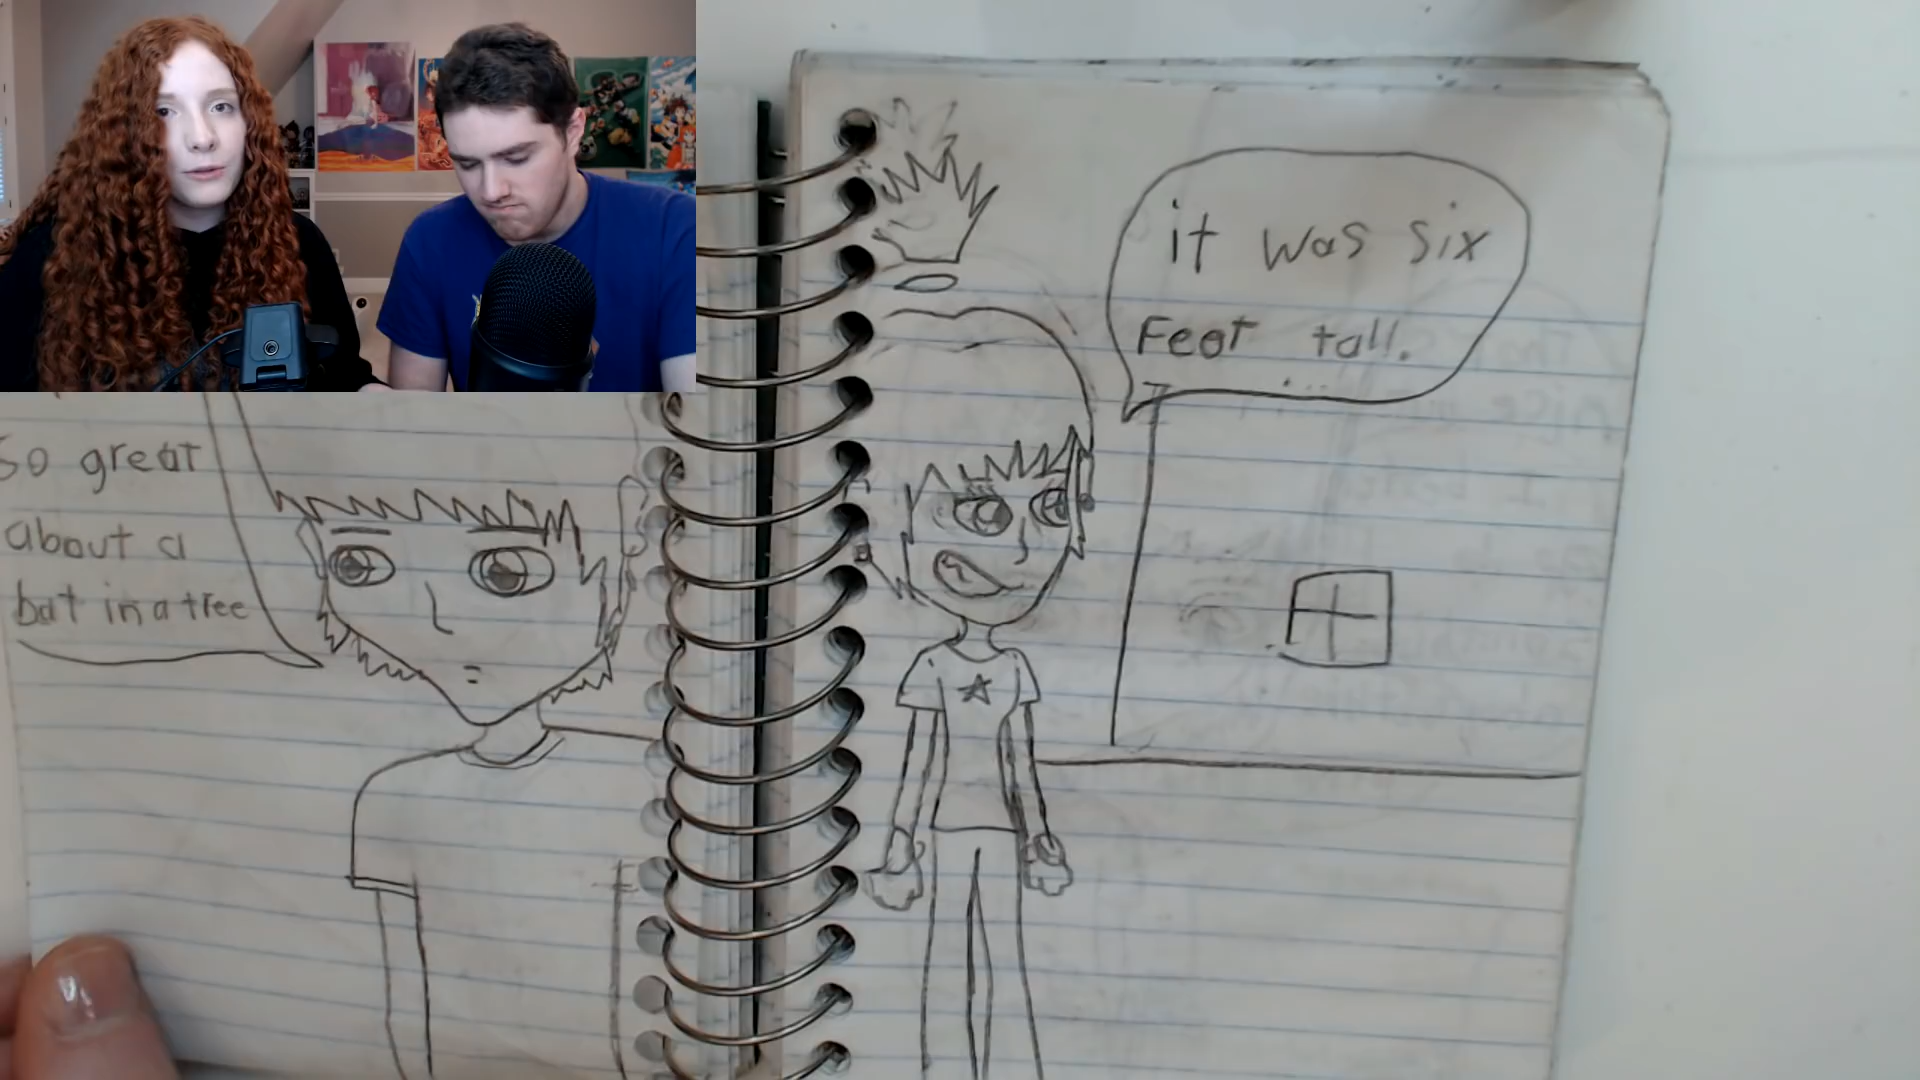 So great
about a
bat in a tree
it was six
Feet tall.